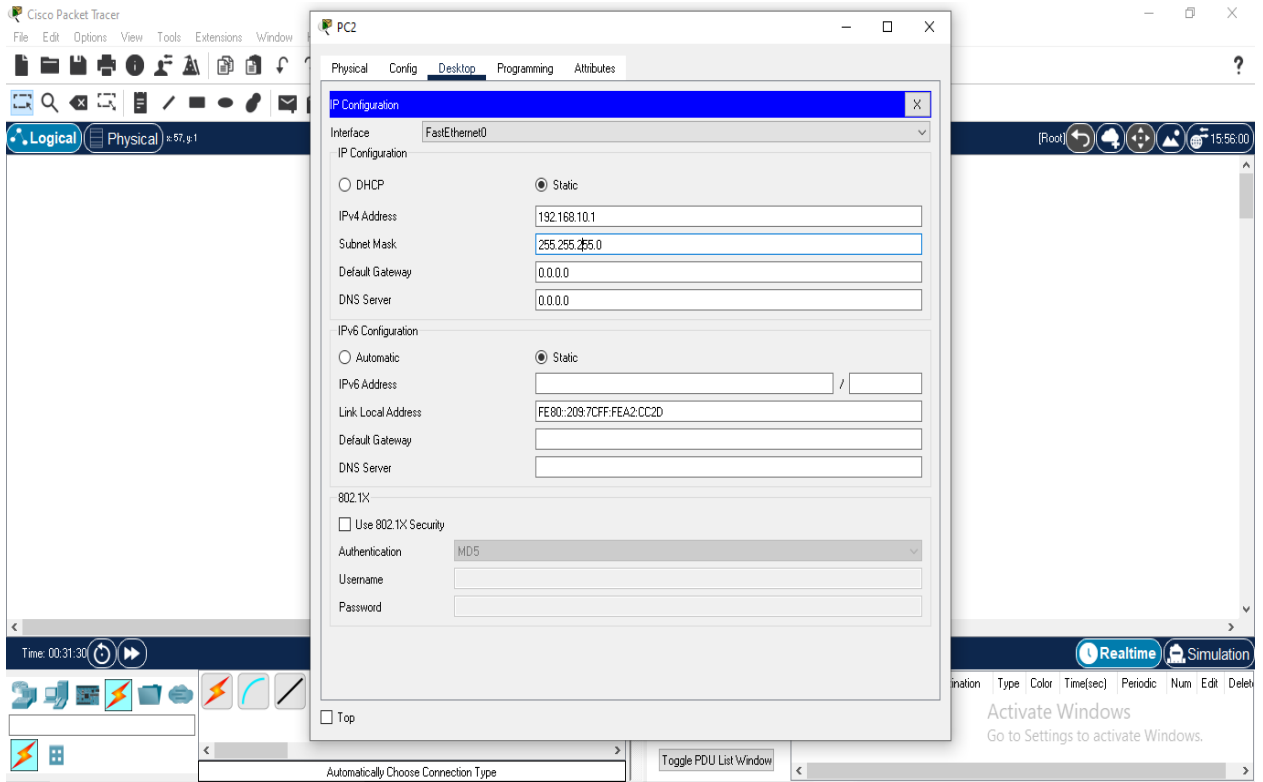 Cisco Packet Tracer
File Edit Options View Tools Extensions Window
Logical Physical x: 57, y:1
[Root] 15:56:00
PC2
Physical Config Desktop Programming Attributes
IP Configuration X
Interface FastEthernet0
IP Configuration
DHCP Static
IPv4 Address 192.168.10.1
Subnet Mask 255.255.255.0
Default Gateway 0.0.0.0
DNS Server 0.0.0.0
IPv6 Configuration
Automatic Static
IPv6 Address /
Link Local Address FE80::209:7CFF:FEA2:CC2D
Default Gateway
DNS Server
802.1X
Use 802.1X Security
Authentication MD5
Username
Password
Top
Time: 00:31:30
Realtime Simulation
ination Type Color Time(sec) Periodic Num Edit Delet
Activate Windows
Go to Settings to activate Windows.
Toggle PDU List Window
Automatically Choose Connection Type